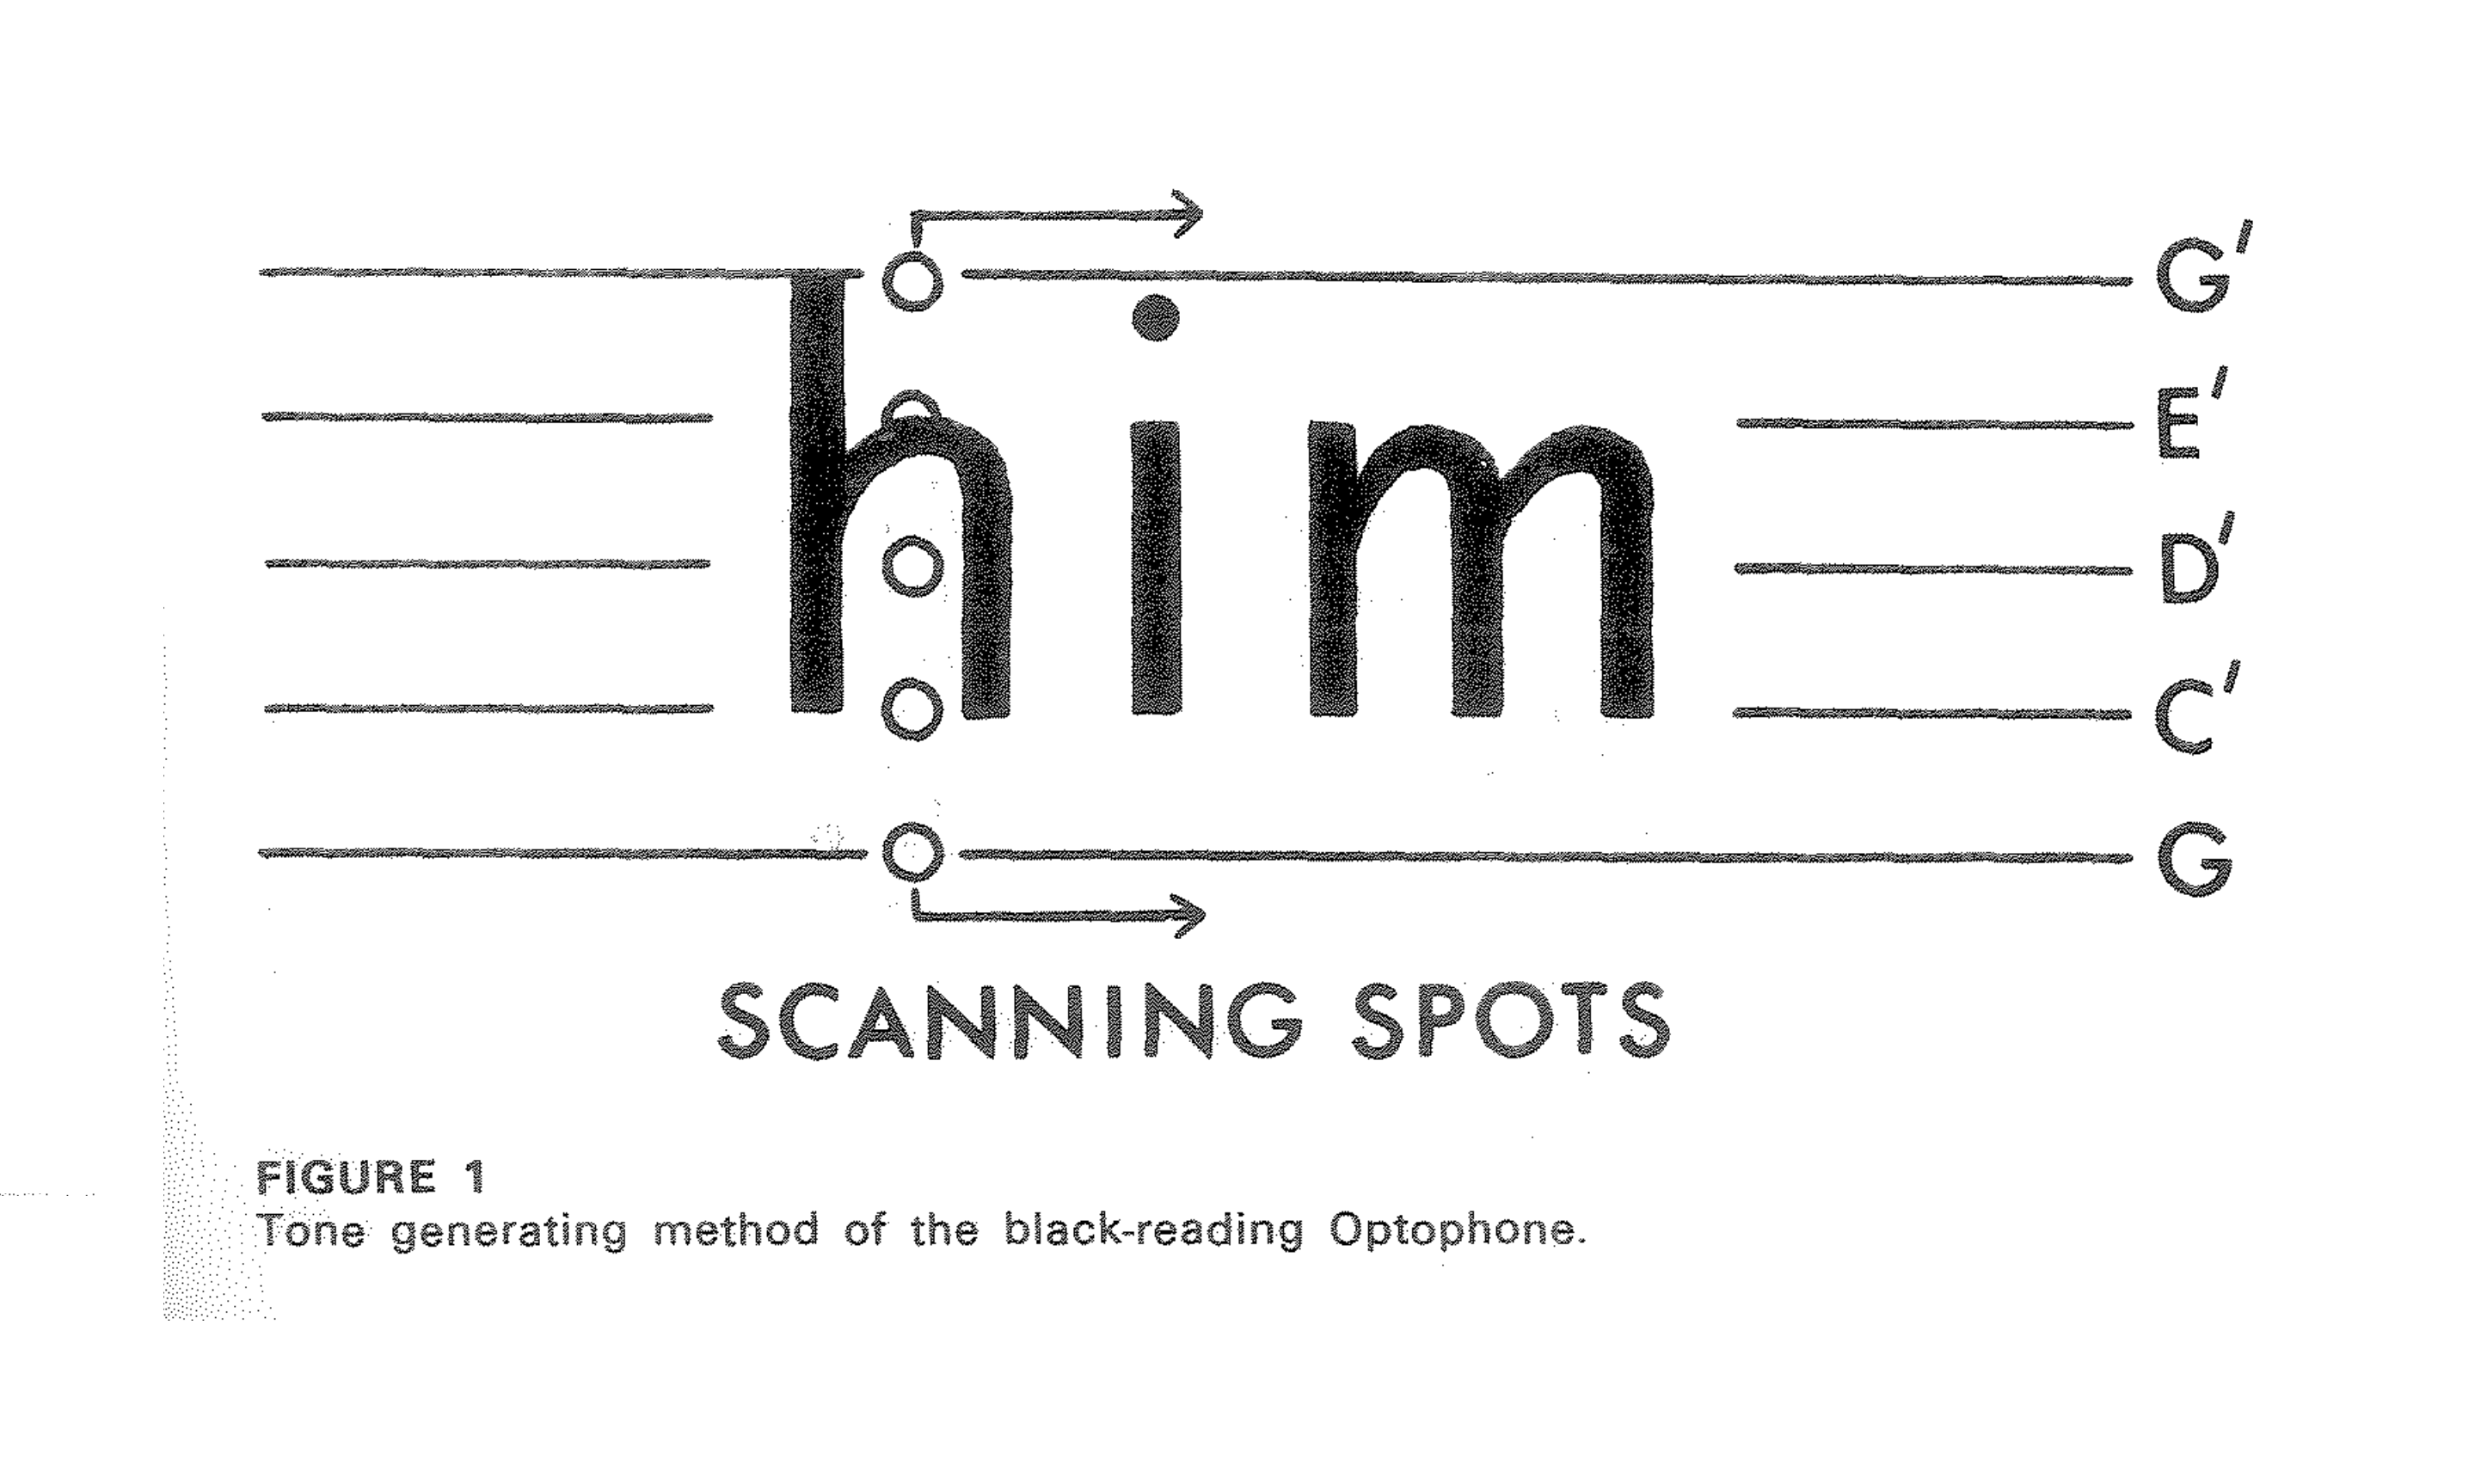 G'
him
E'
D'
C'
G
SCANNING SPOTS
FIGURE 1
Tone generating method of the black-reading Optophone.